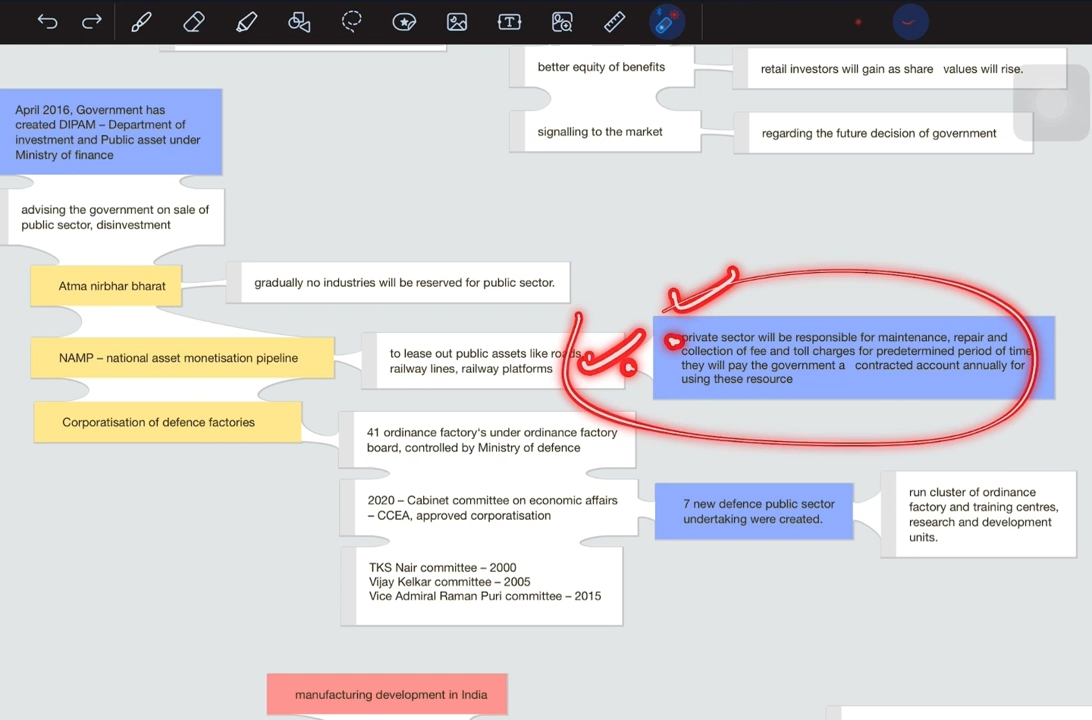 better equity of benefits
retail investors will gain as share values will rise.
signalling to the market
regarding the future decision of government
April 2016, Government has
created DIPAM – Department of
investment and Public asset under
Ministry of finance
advising the government on sale of
public sector, disinvestment
Atma nirbhar bharat
gradually no industries will be reserved for public sector.
NAMP – national asset monetisation pipeline
to lease out public assets like roads,
railway lines, railway platforms
private sector will be responsible for maintenance, repair and
collection of fee and toll charges for predetermined period of time
they will pay the government a contracted account annually for
using these resource
Corporatisation of defence factories
41 ordinance factory's under ordinance factory
board, controlled by Ministry of defence
2020 – Cabinet committee on economic affairs
– CCEA, approved corporatisation
7 new defence public sector
undertaking were created.
run cluster of ordinance
factory and training centres,
research and development
units.
TKS Nair committee – 2000
Vijay Kelkar committee – 2005
Vice Admiral Raman Puri committee – 2015
manufacturing development in India